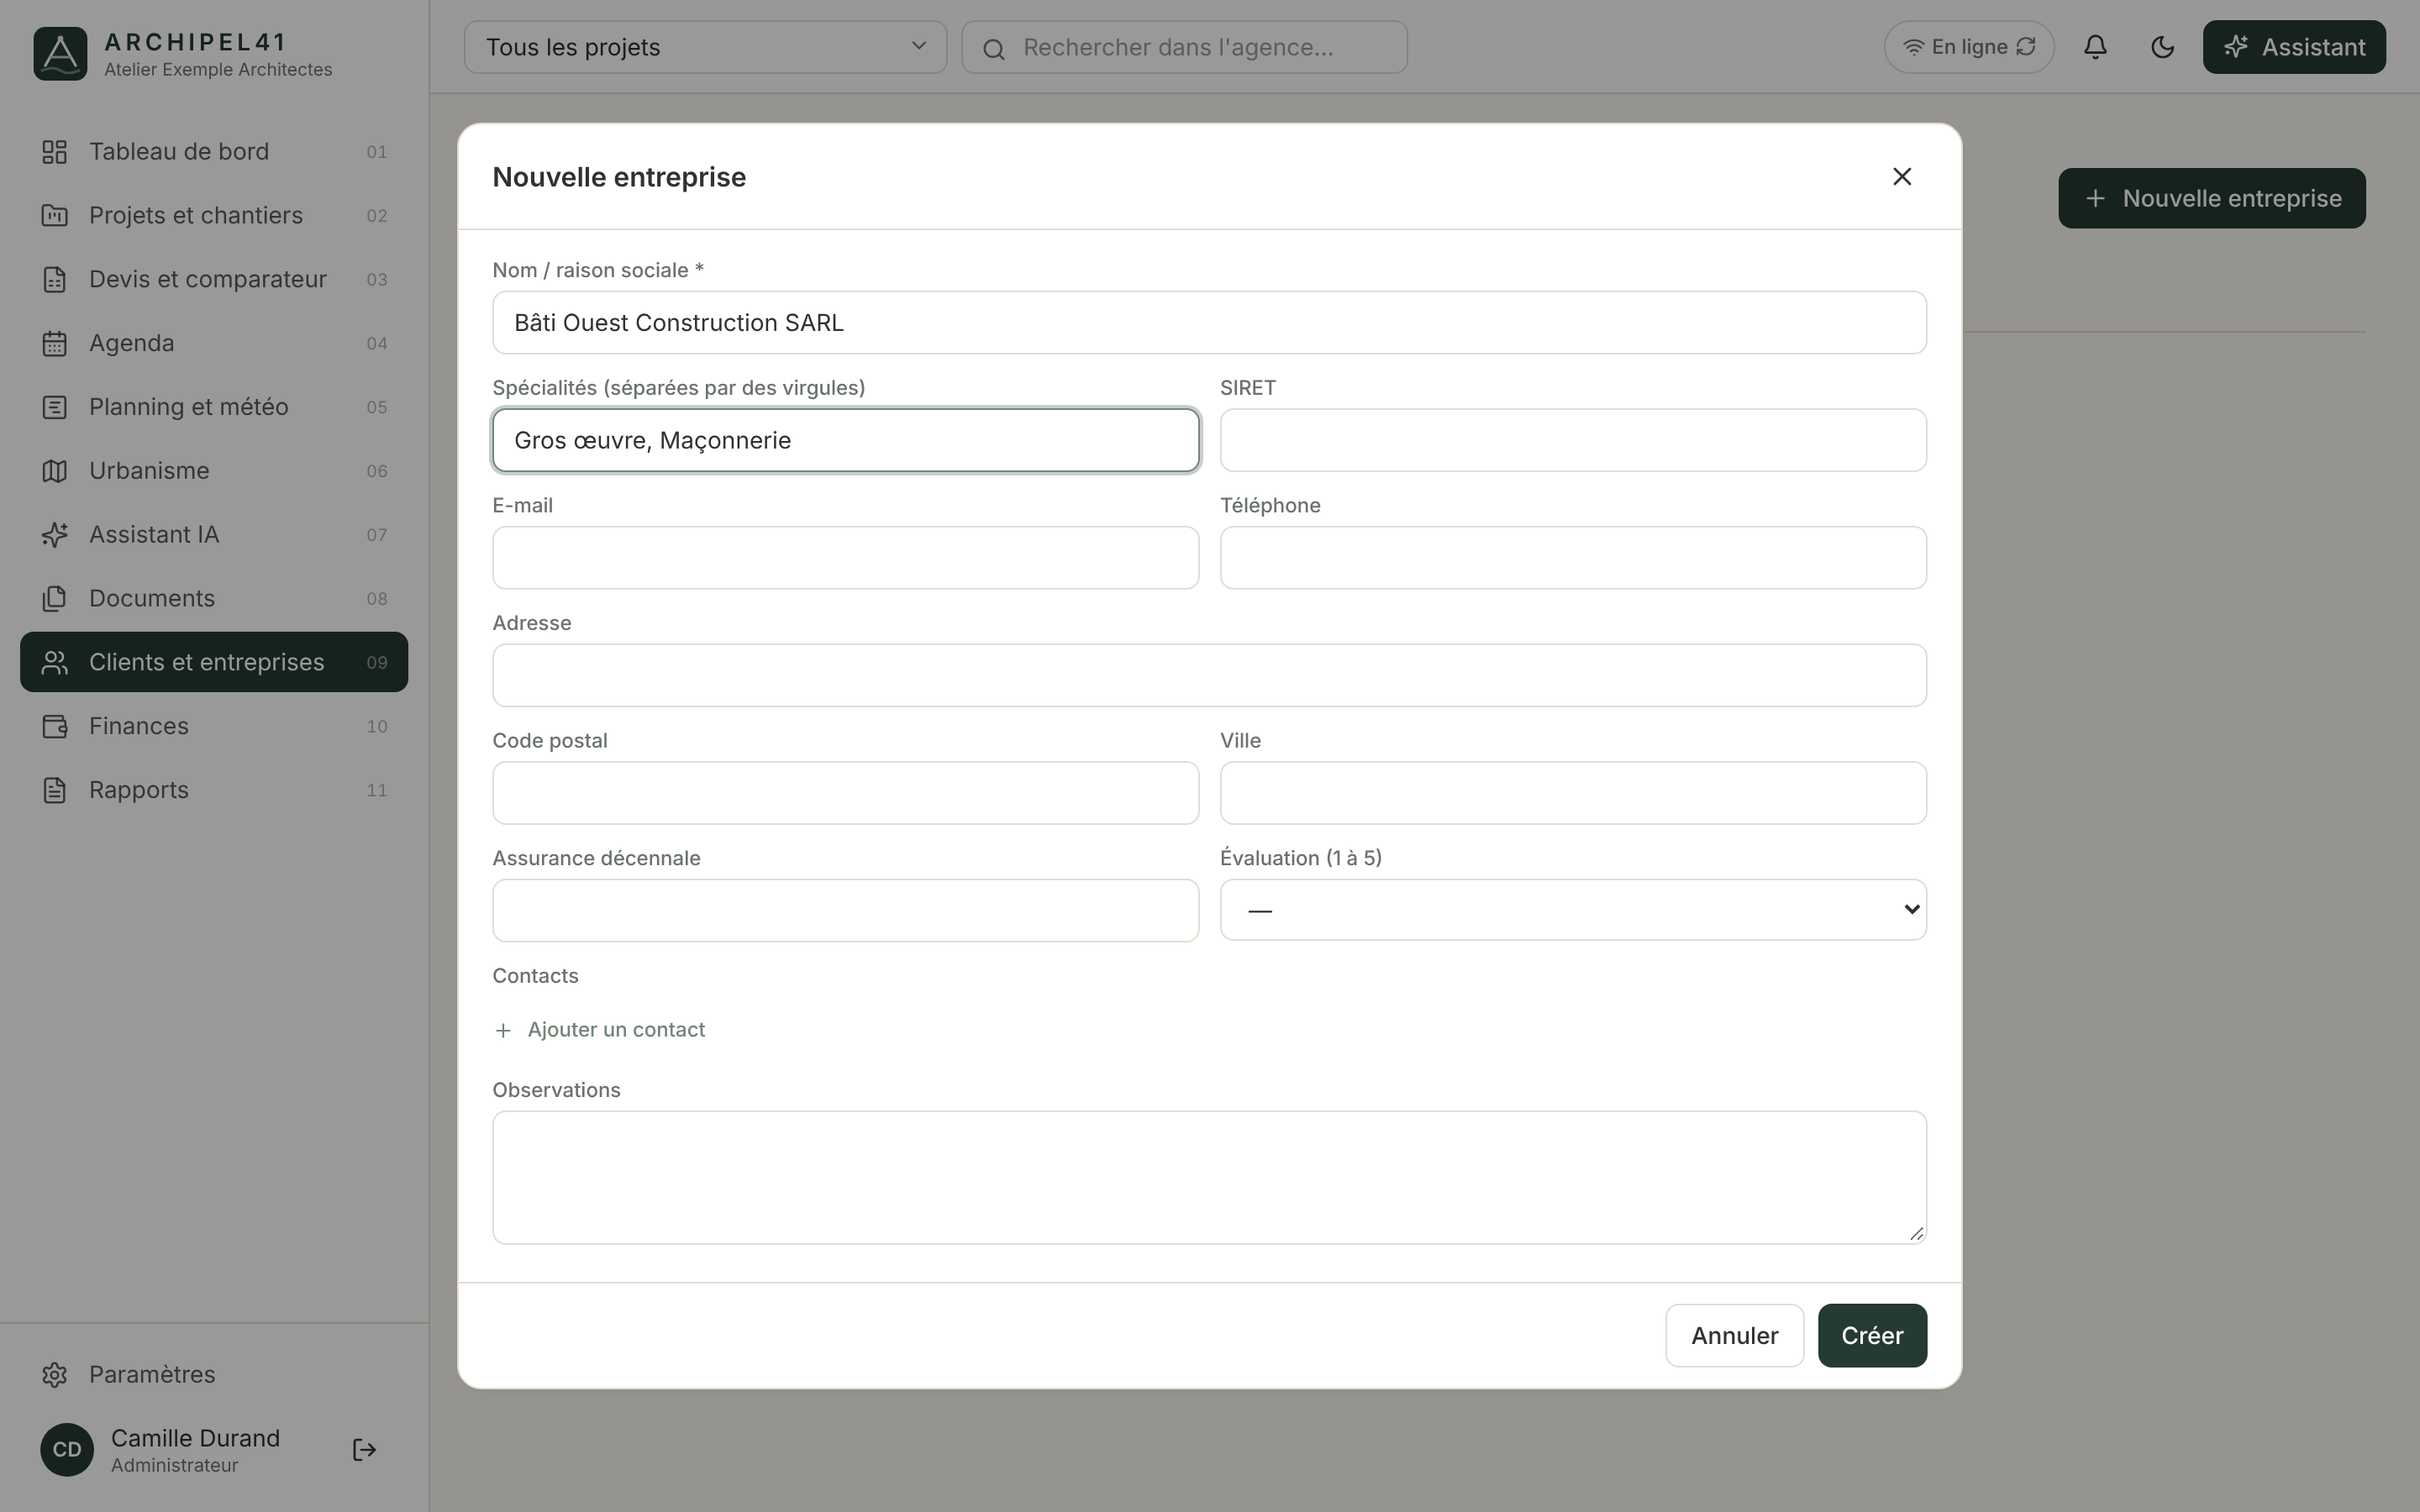 ARCHIPEL41
Atelier Exemple Architectes
Tableau de bord 01
Projets et chantiers 02
Devis et comparateur 03
Agenda 04
Planning et météo 05
Urbanisme 06
Assistant IA 07
Documents 08
Clients et entreprises 09
Finances 10
Rapports 11
Paramètres
CD
Camille Durand
Administrateur
Tous les projets
Rechercher dans l'agence...
En ligne
Assistant
Nouvelle entreprise
Nouvelle entreprise
Nom / raison sociale *
Bâti Ouest Construction SARL
Spécialités (séparées par des virgules)
Gros œuvre, Maçonnerie
SIRET
E-mail
Téléphone
Adresse
Code postal
Ville
Assurance décennale
Évaluation (1 à 5)
—
Contacts
+ Ajouter un contact
Observations
Annuler
Créer